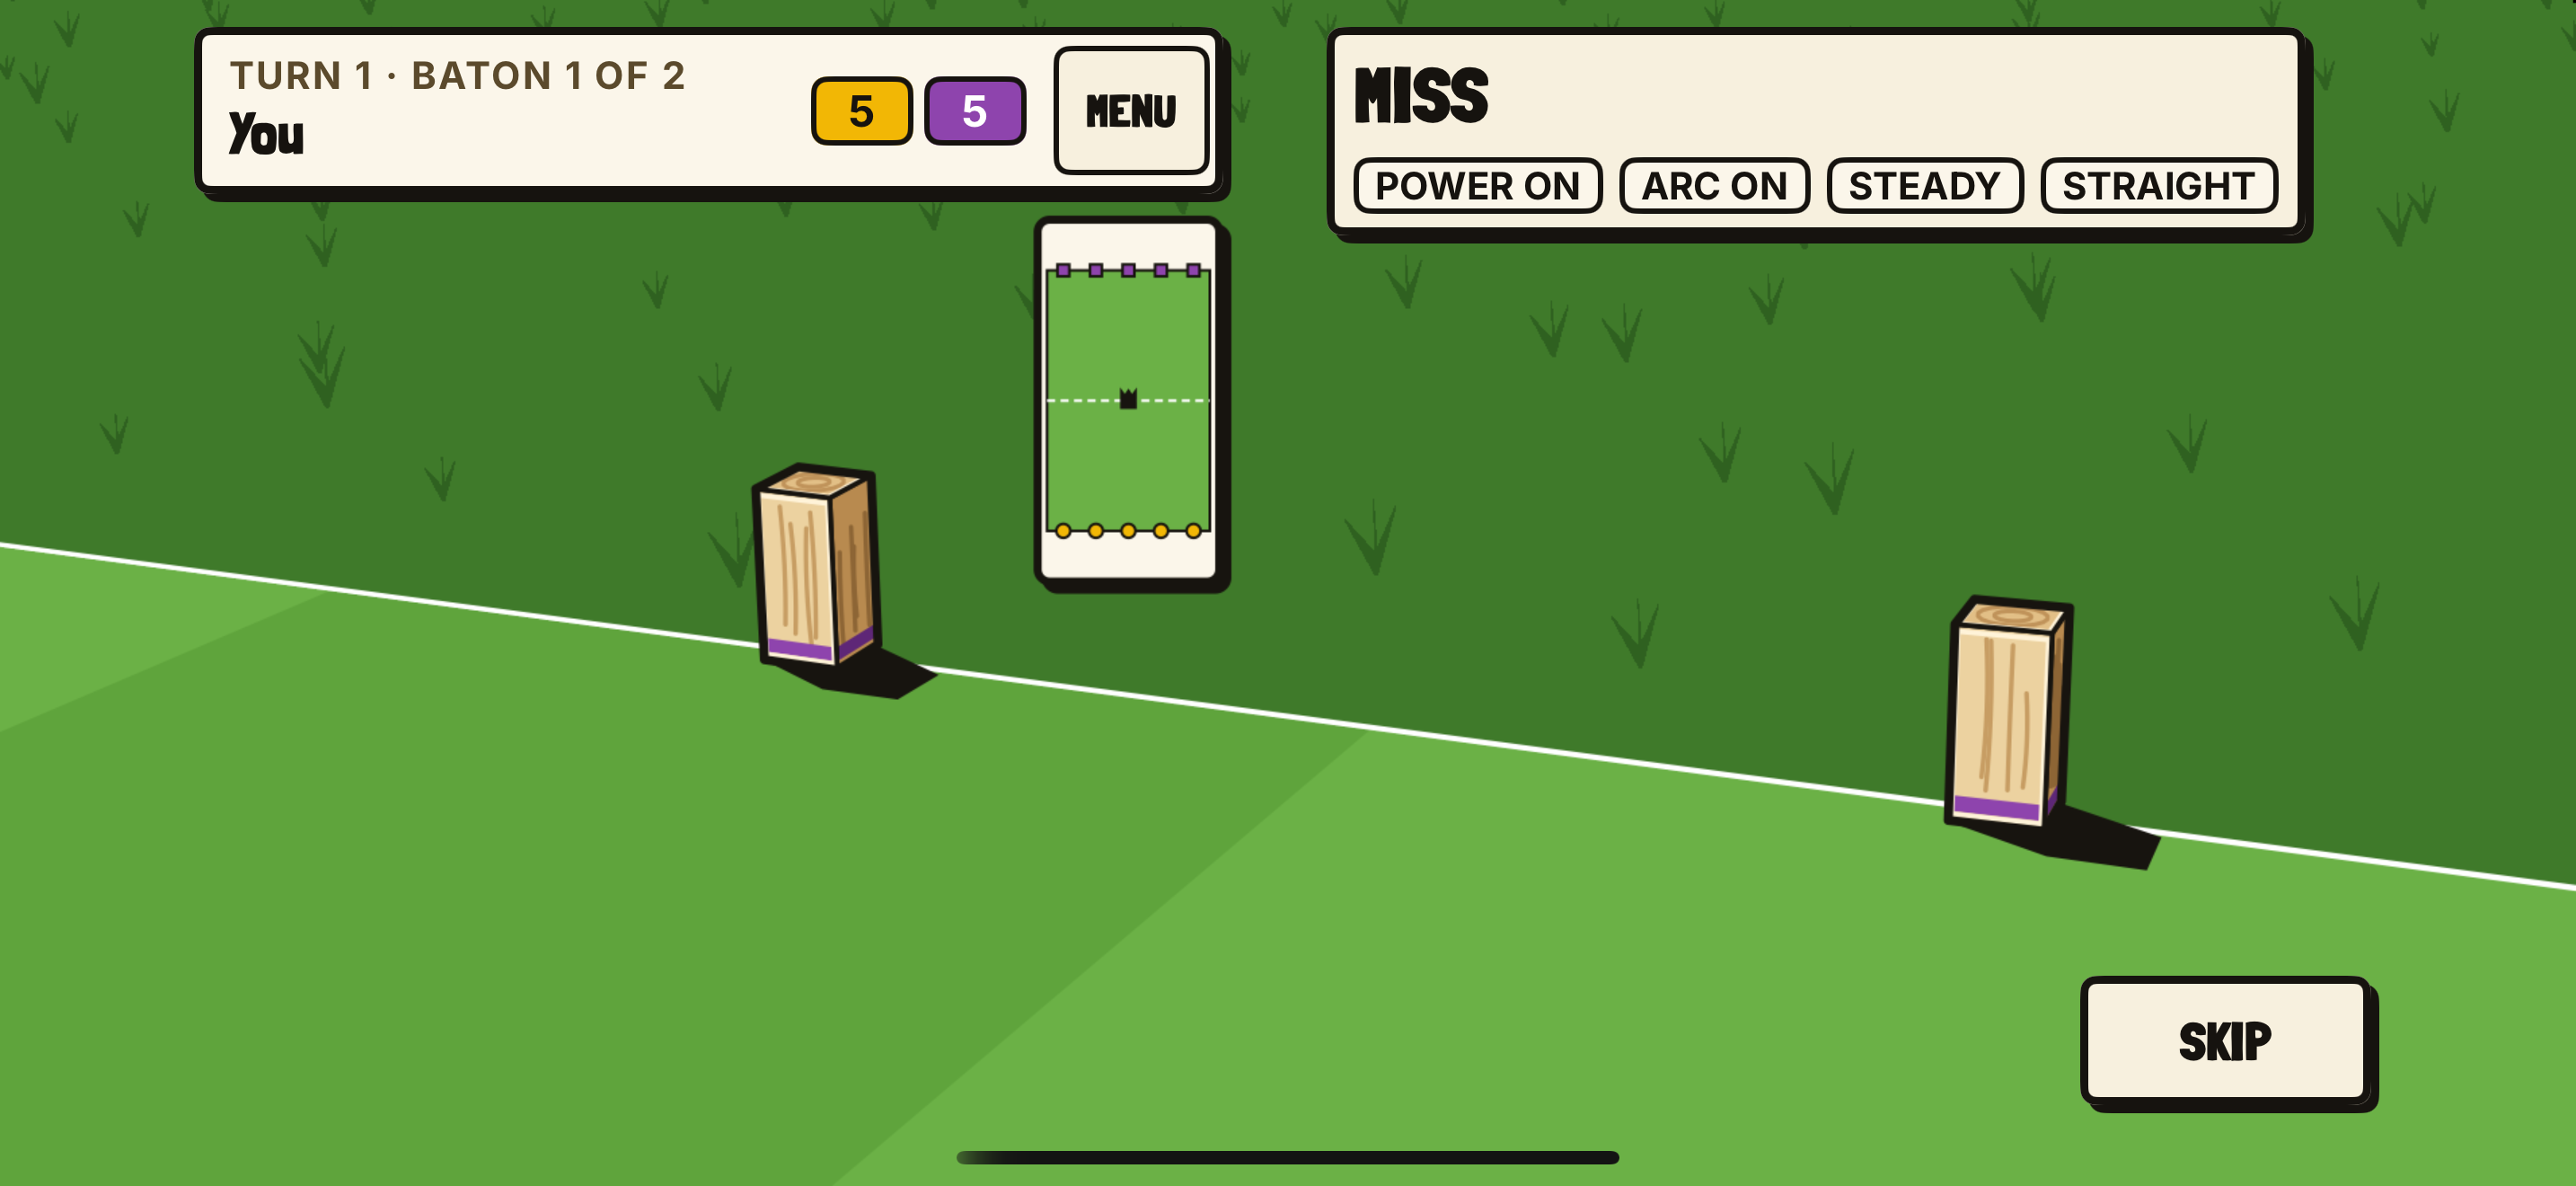 TURN 1 · BATON 1 OF 2
You
5 5
MENU
MISS
POWER ON ARC ON STEADY STRAIGHT
SKIP